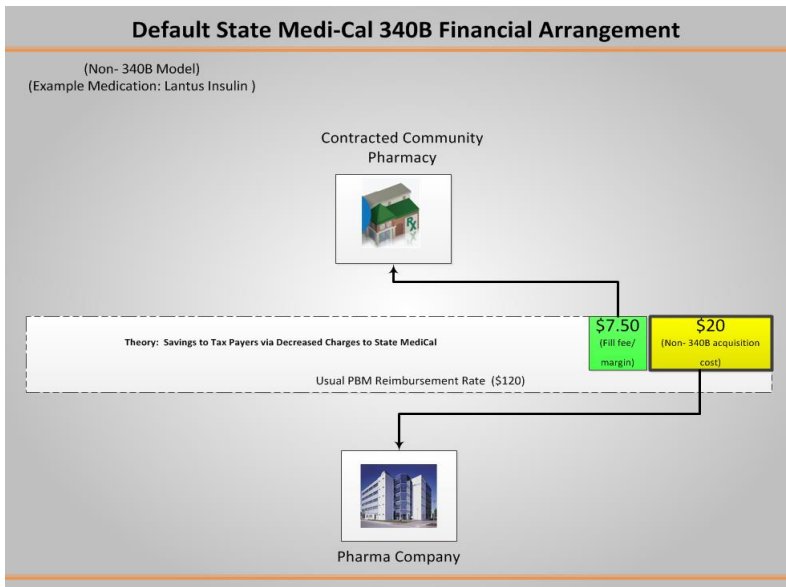 Default State Medi-Cal 340B Financial Arrangement
(Non- 340B Model)
(Example Medication: Lantus Insulin )
Contracted Community
Pharmacy
RX
Theory: Savings to Tax Payers via Decreased Charges to State MediCal
$7.50
(Fill fee/
margin)
$20
(Non- 340B acquisition
cost)
Usual PBM Reimbursement Rate ($120)
Pharma Company